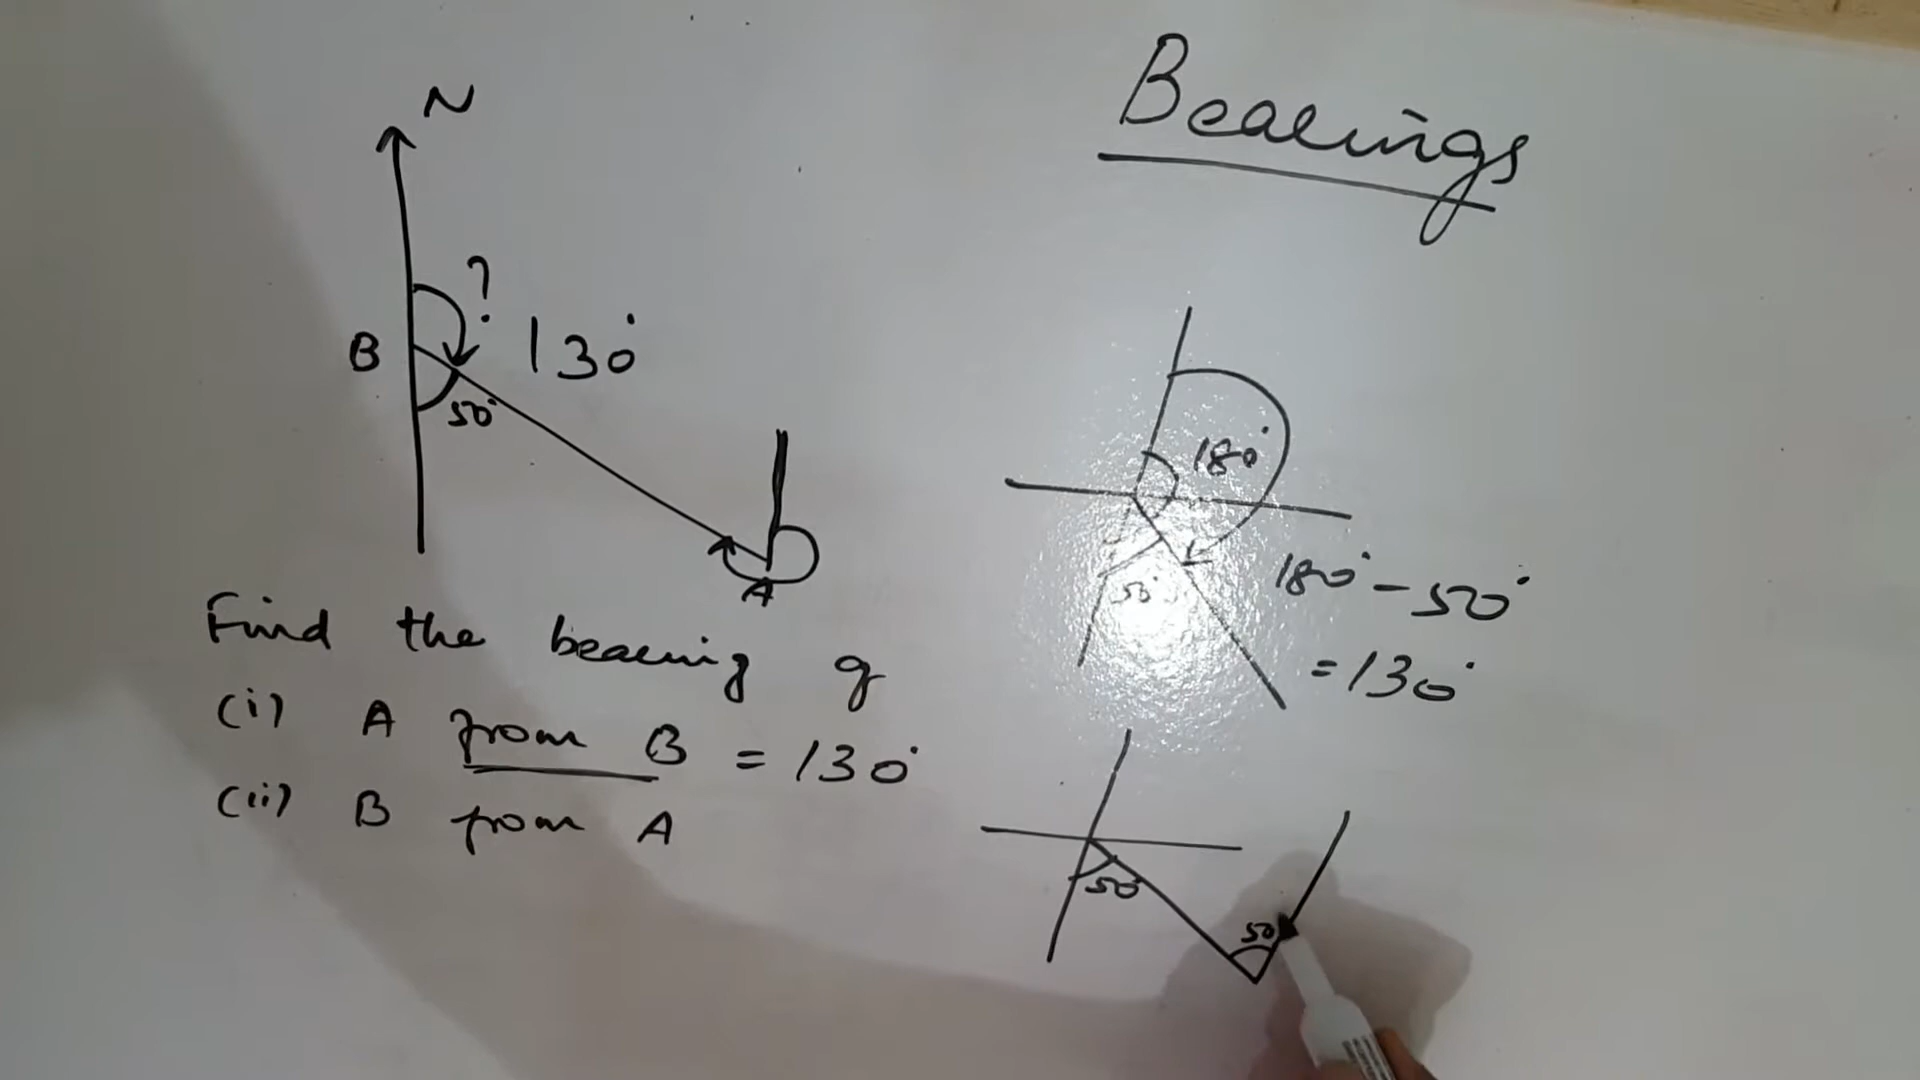 Bearings
N
?
B
130°
50°
A
Find the bearing of
(i) A from B = 130°
(ii) B from A
180°
50°
180° - 50°
= 130°
50°
50